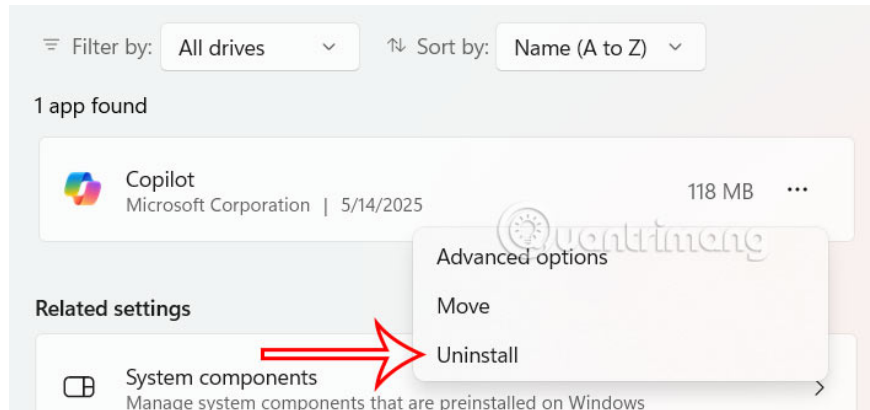 Filter by: All drives Sort by: Name (A to Z)
1 app found
Copilot
Microsoft Corporation | 5/14/2025
118 MB
Quantrimang
Advanced options
Move
Uninstall
Related settings
System components
Manage system components that are preinstalled on Windows